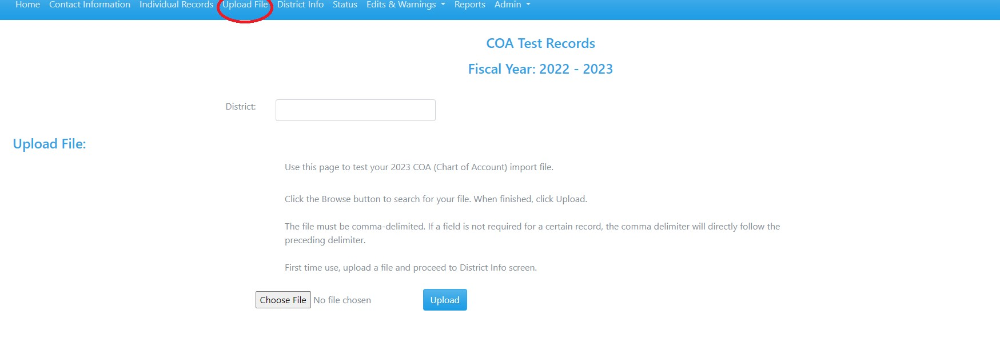 Home Contact Information Individual Records Upload File District Info Status Edits & Warnings Reports Admin
COA Test Records
Fiscal Year: 2022 - 2023
District:
Upload File:
Use this page to test your 2023 COA (Chart of Account) import file.
Click the Browse button to search for your file. When finished, click Upload.
The file must be comma-delimited. If a field is not required for a certain record, the comma delimiter will directly follow the
preceding delimiter.
First time use, upload a file and proceed to District Info screen.
Choose File No file chosen Upload